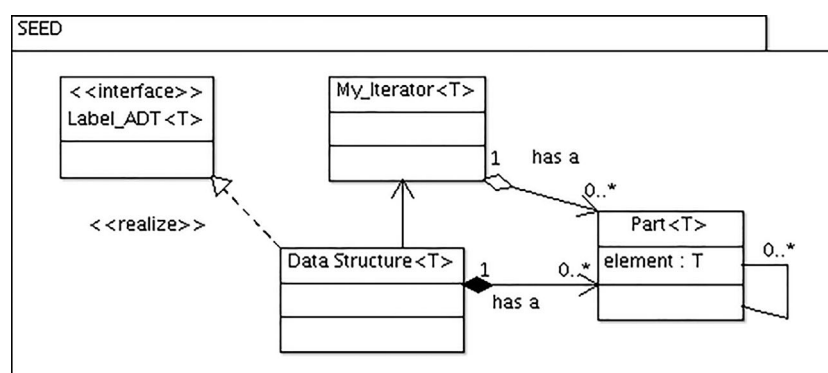 SEED
<<interface>>
Label_ADT<T>
My_Iterator<T>
1
has a
0..*
<<realize>>
Part<T>
element : T
0..*
Data Structure<T>
1
0..*
has a